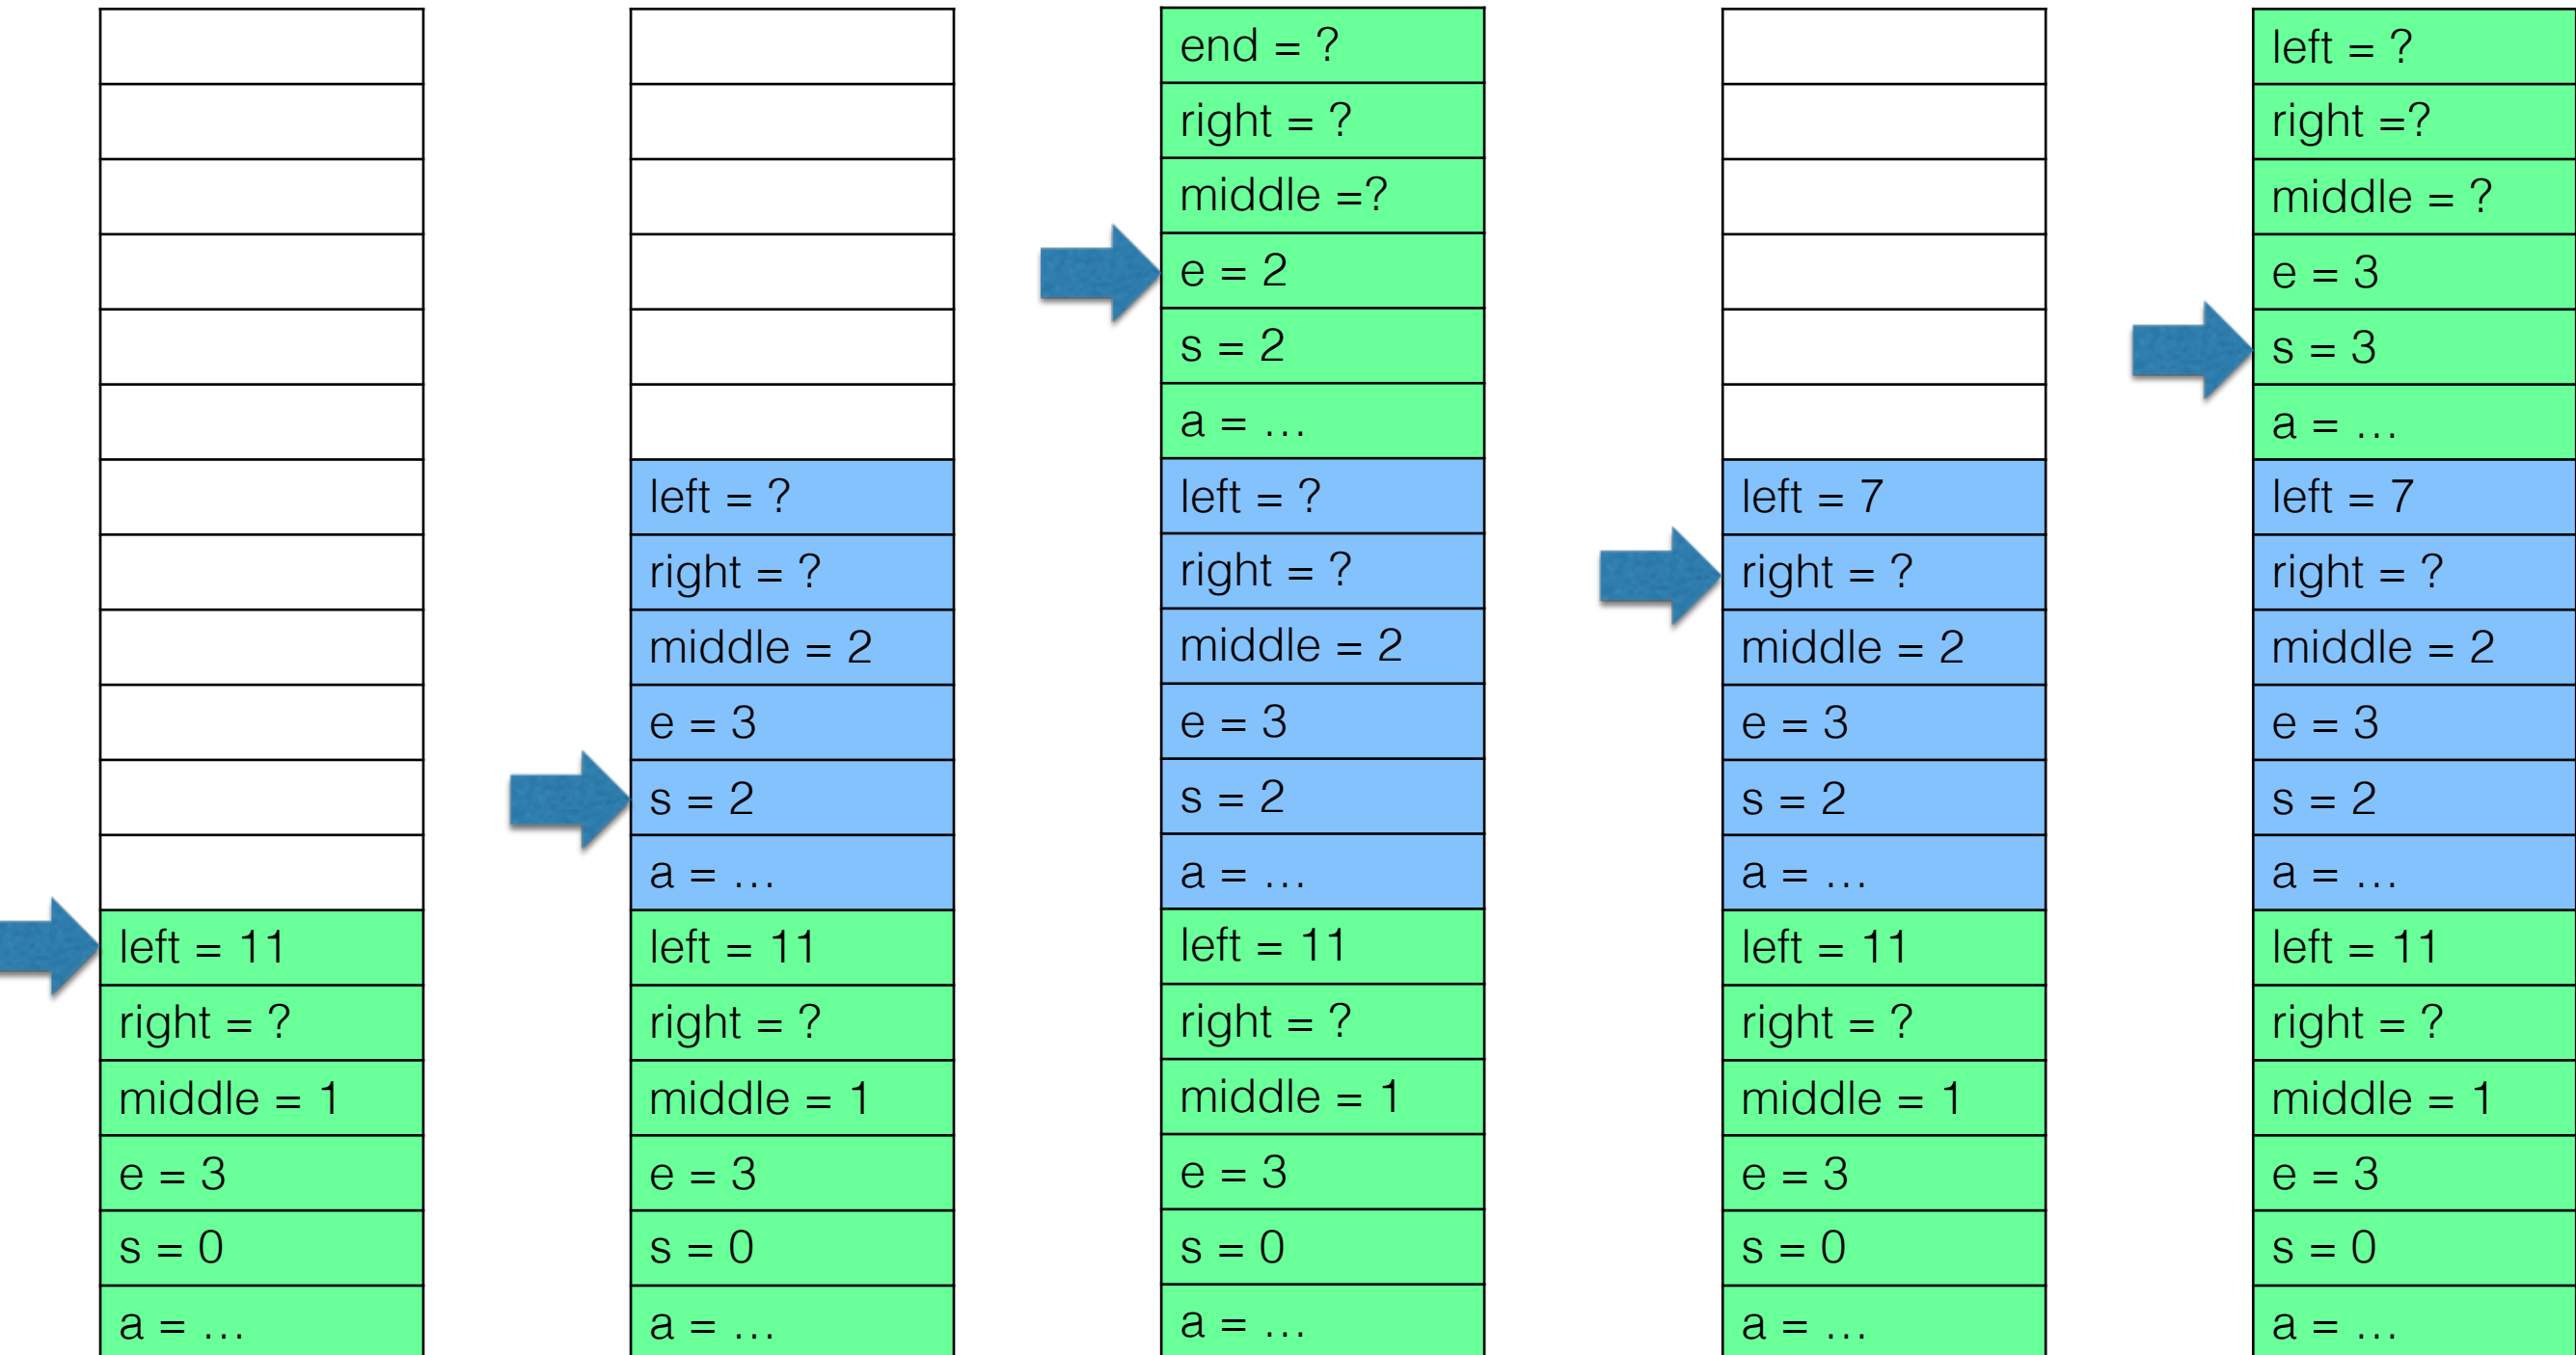 left = 11
right = ?
middle = 1
e = 3
s = 0
a = …
left = ?
right = ?
middle = 2
e = 3
s = 2
a = …
left = 11
right = ?
middle = 1
e = 3
s = 0
a = …
end = ?
right = ?
middle =?
e = 2
s = 2
a = …
left = ?
right = ?
middle = 2
e = 3
s = 2
a = …
left = 11
right = ?
middle = 1
e = 3
s = 0
a = …
left = 7
right = ?
middle = 2
e = 3
s = 2
a = …
left = 11
right = ?
middle = 1
e = 3
s = 0
a = …
left = ?
right =?
middle = ?
e = 3
s = 3
a = …
left = 7
right = ?
middle = 2
e = 3
s = 2
a = …
left = 11
right = ?
middle = 1
e = 3
s = 0
a = …